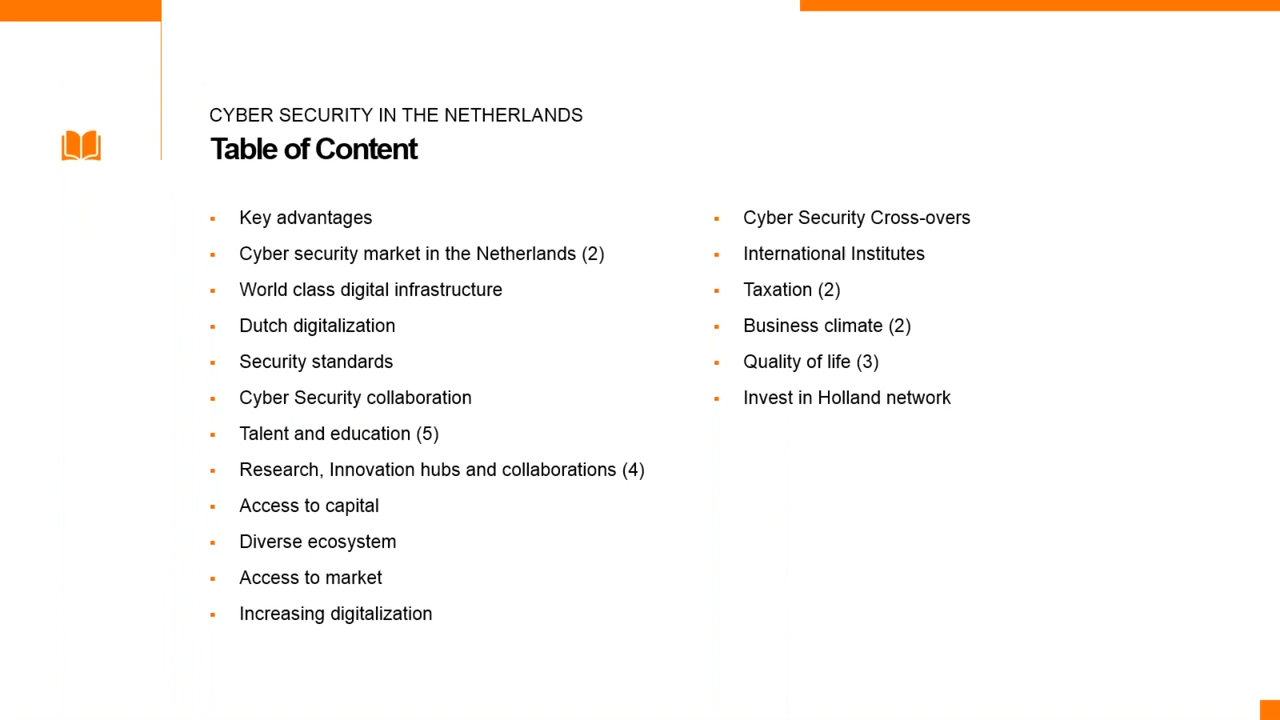 CYBER SECURITY IN THE NETHERLANDS
Table of Content
Key advantages
Cyber security market in the Netherlands (2)
World class digital infrastructure
Dutch digitalization
Security standards
Cyber Security collaboration
Talent and education (5)
Research, Innovation hubs and collaborations (4)
Access to capital
Diverse ecosystem
Access to market
Increasing digitalization
Cyber Security Cross-overs
International Institutes
Taxation (2)
Business climate (2)
Quality of life (3)
Invest in Holland network